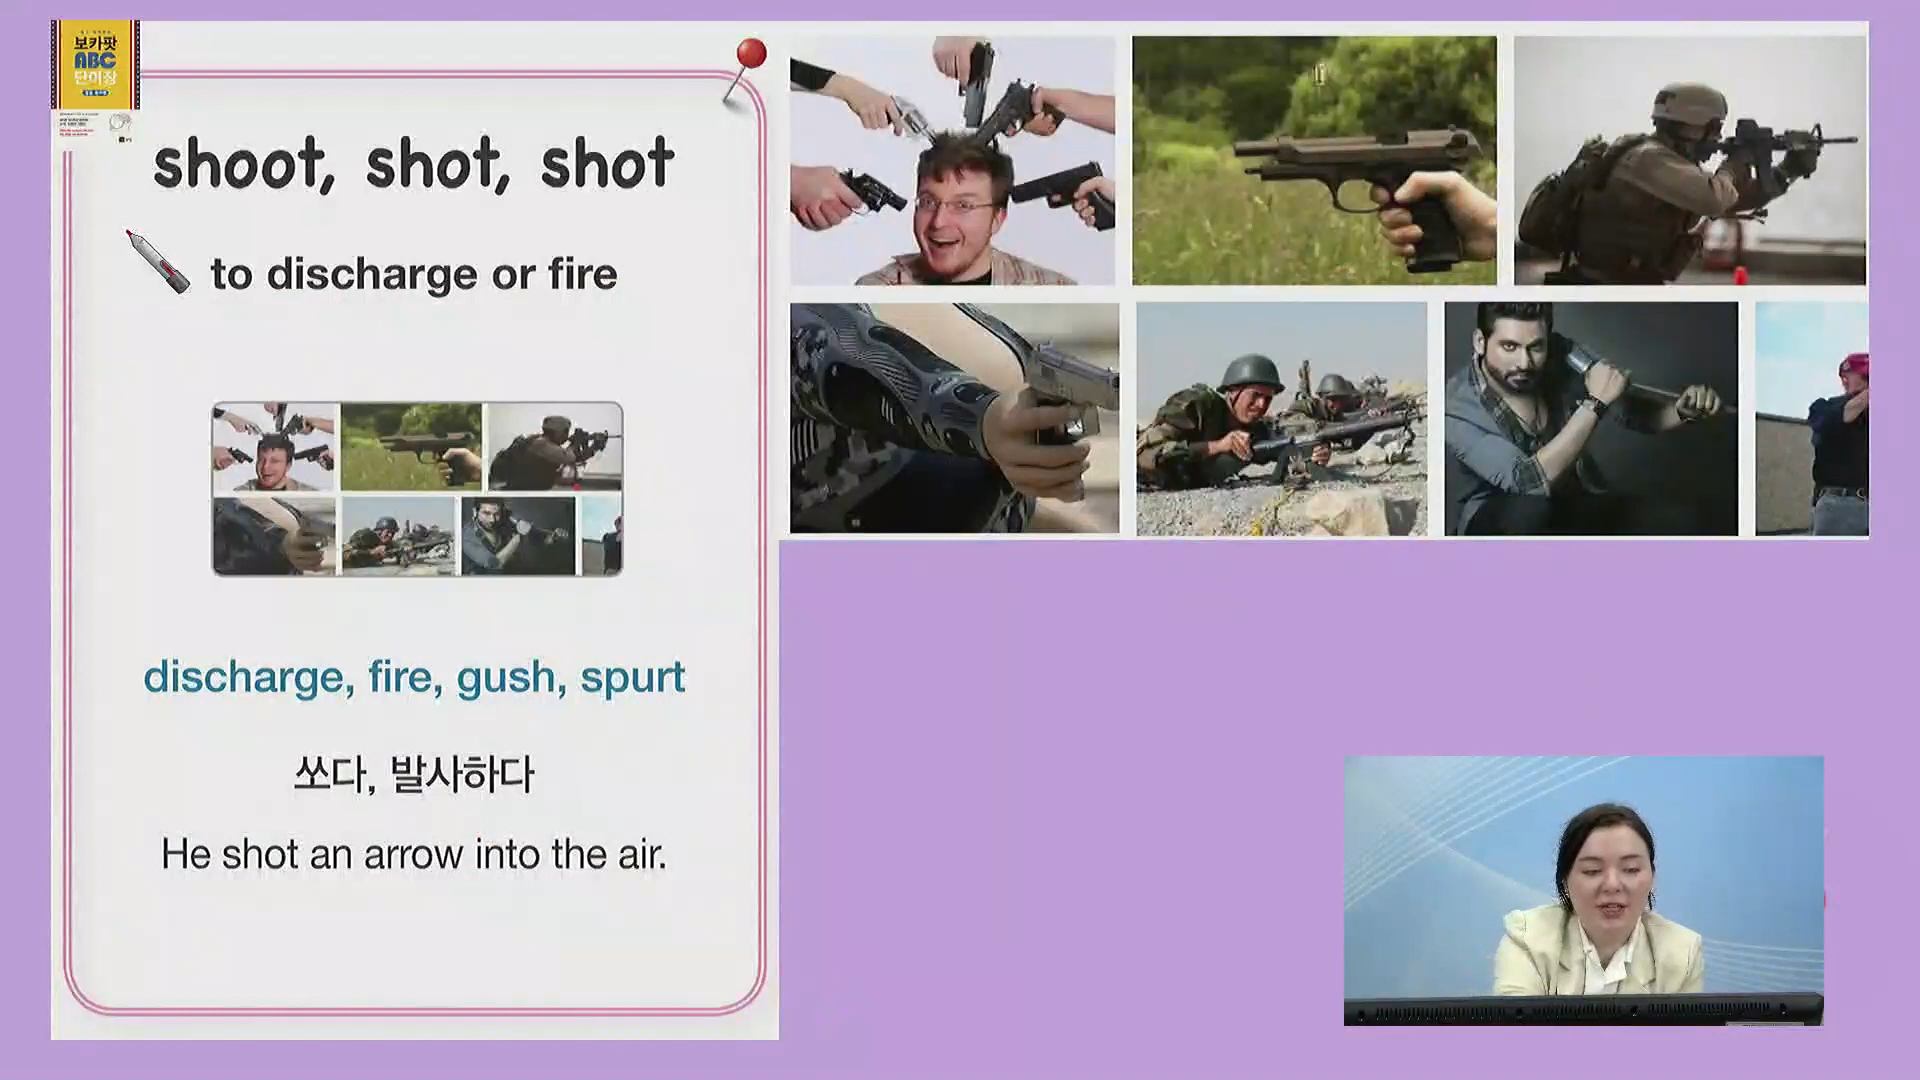 보카팟
ABC
단어장
shoot, shot, shot
to discharge or fire
discharge, fire, gush, spurt
쏘다, 발사하다
He shot an arrow into the air.